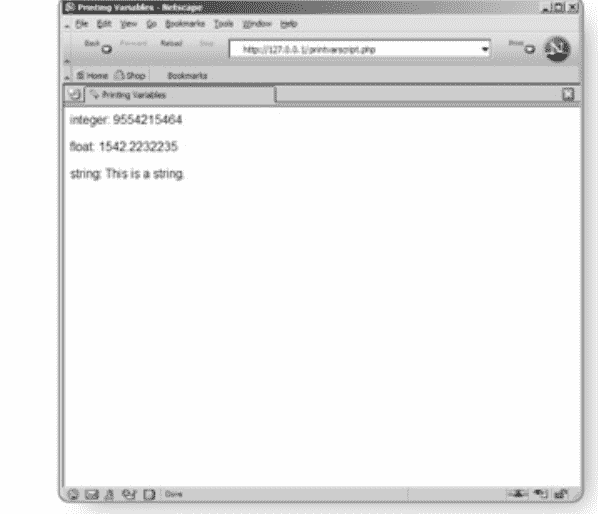 Printing Variables - Netscape
File Edit View Go Bookmarks Tools Window Help
Back Forward Reload Stop http://127.0.0.1/printvarscript.php Print
Home Shop Bookmarks
Printing Variables
integer: 9554215464
float: 1542.2232235
string: This is a string.
Done